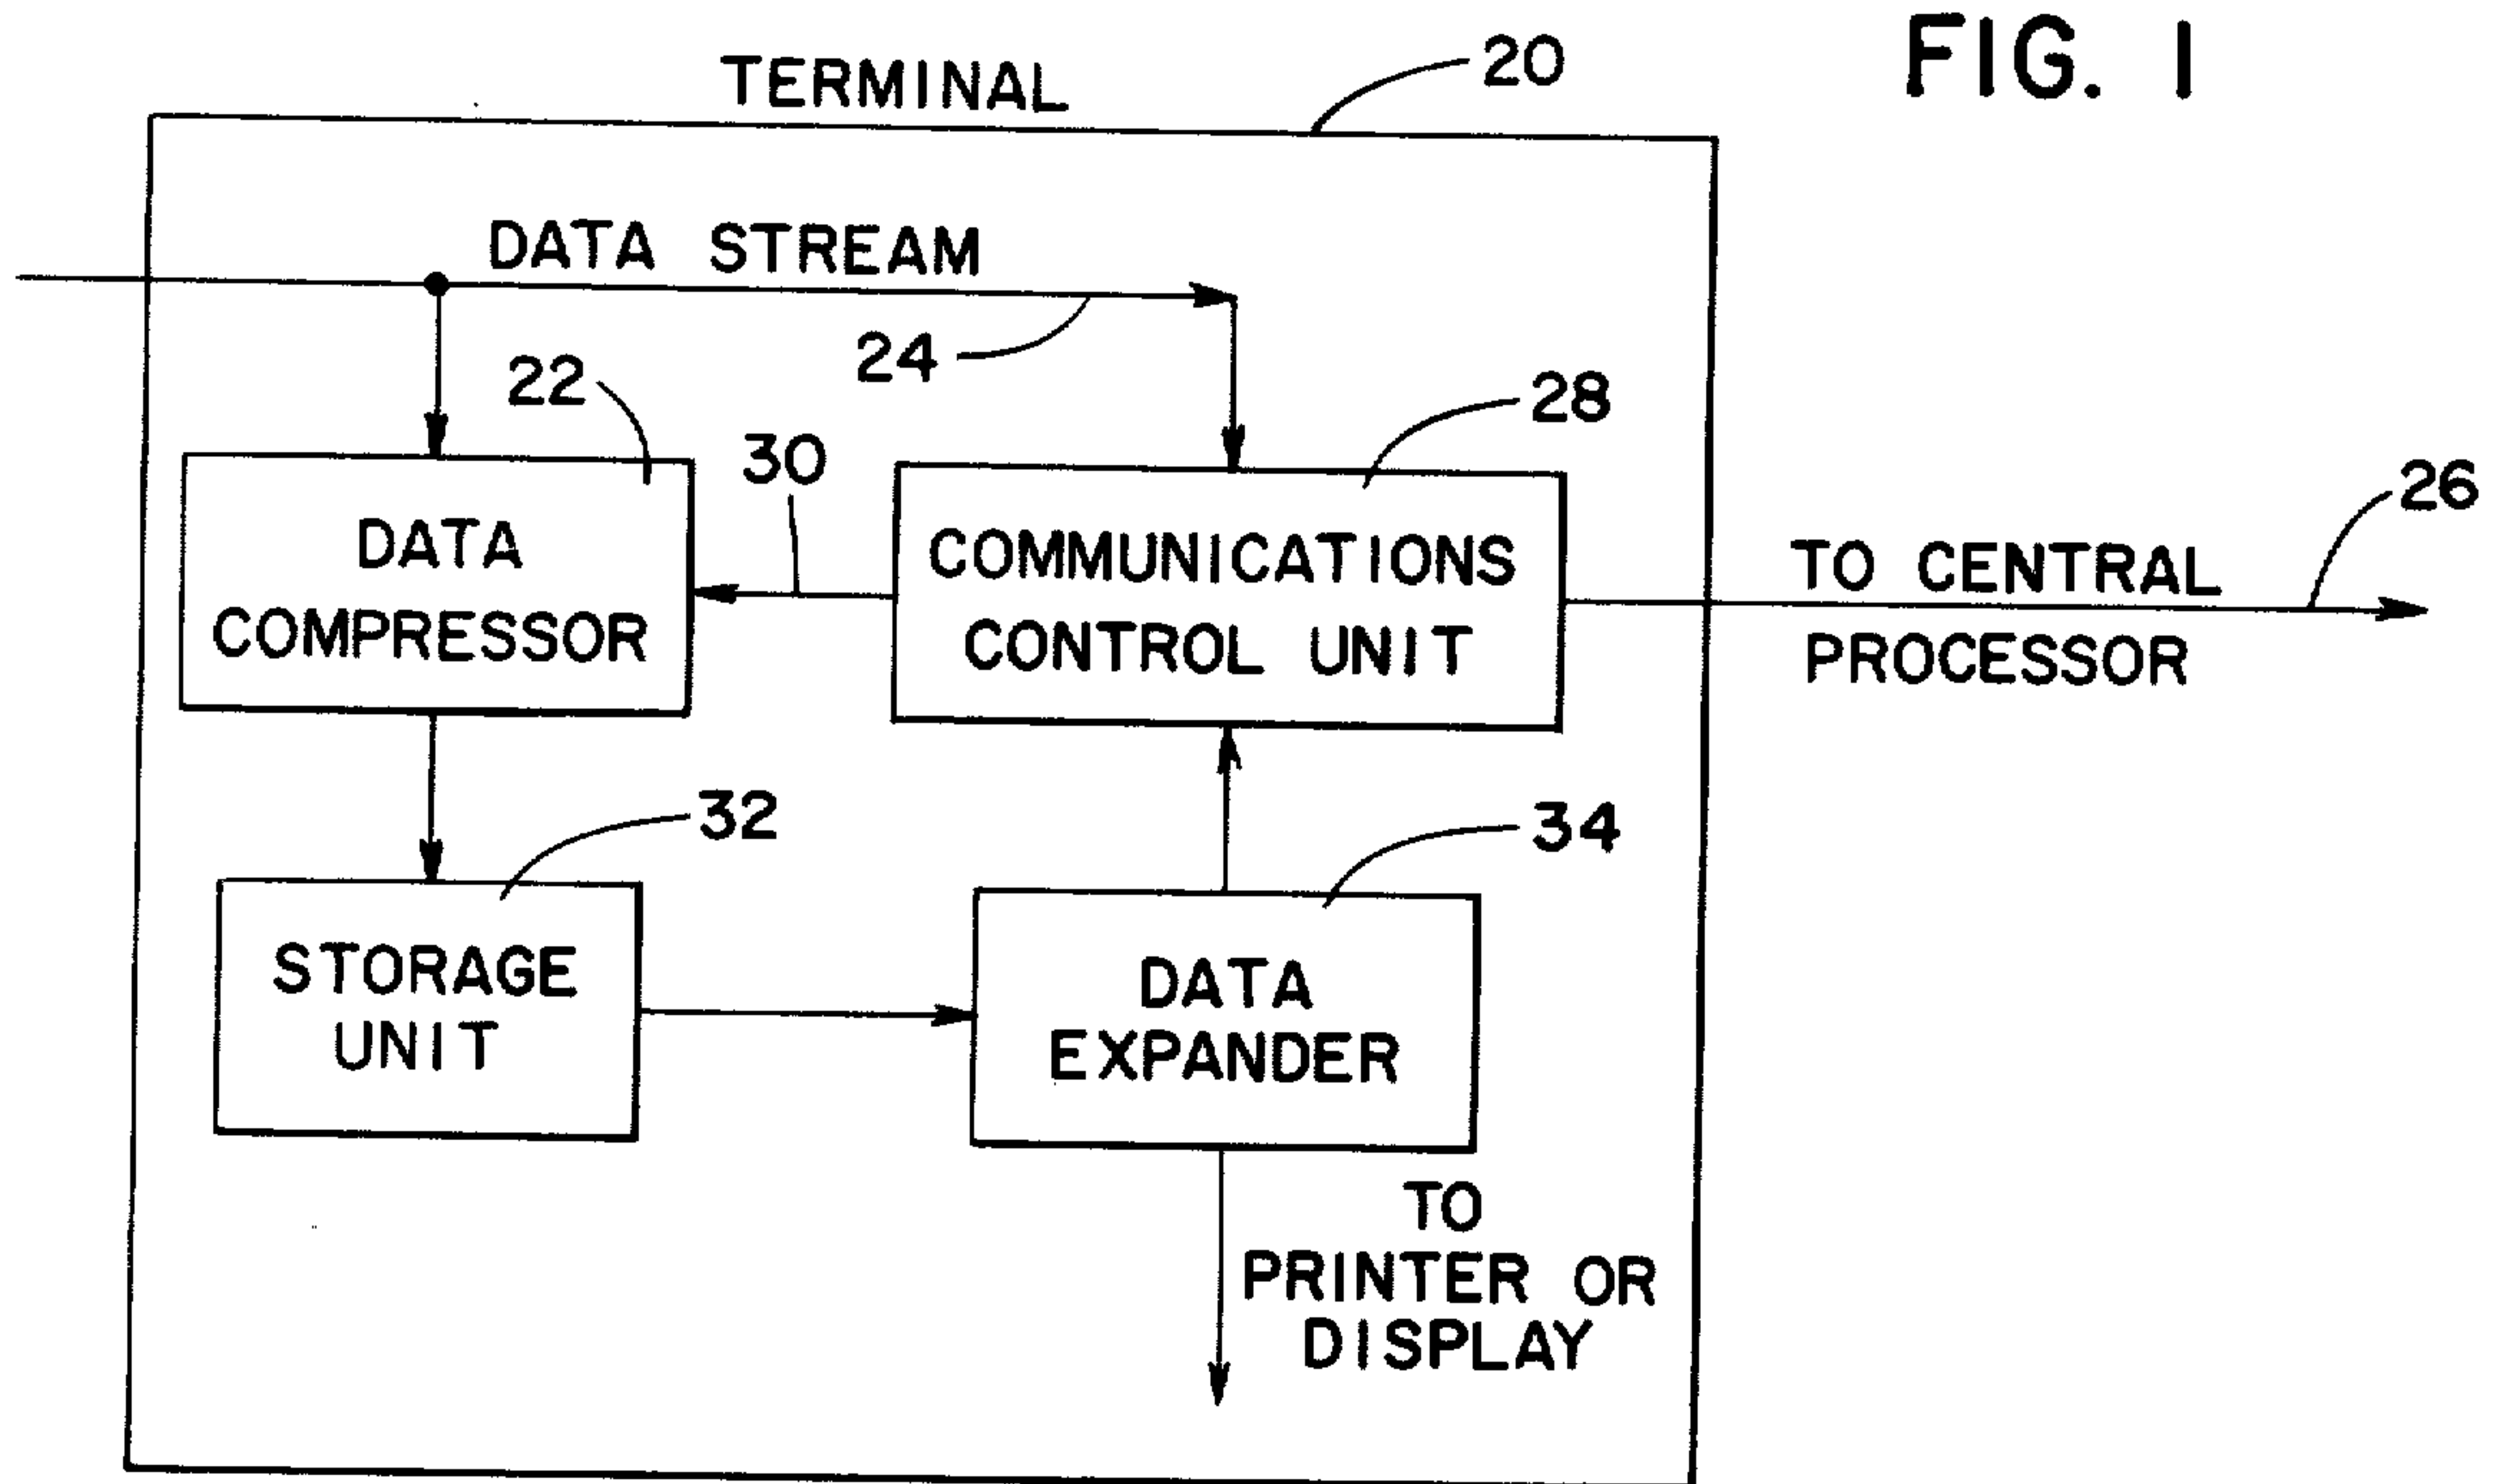 FIG. 1
TERMINAL
20
DATA STREAM
24
22
28
30
26
DATA
COMPRESSOR
COMMUNICATIONS
CONTROL UNIT
TO CENTRAL
PROCESSOR
32
34
STORAGE
UNIT
DATA
EXPANDER
TO
PRINTER OR
DISPLAY